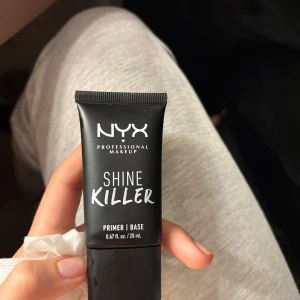 NYX
PROFESSIONAL
MAKEUP
SHINE
KILLER
PRIMER | BASE
0.67 fl. oz. / 20 mL